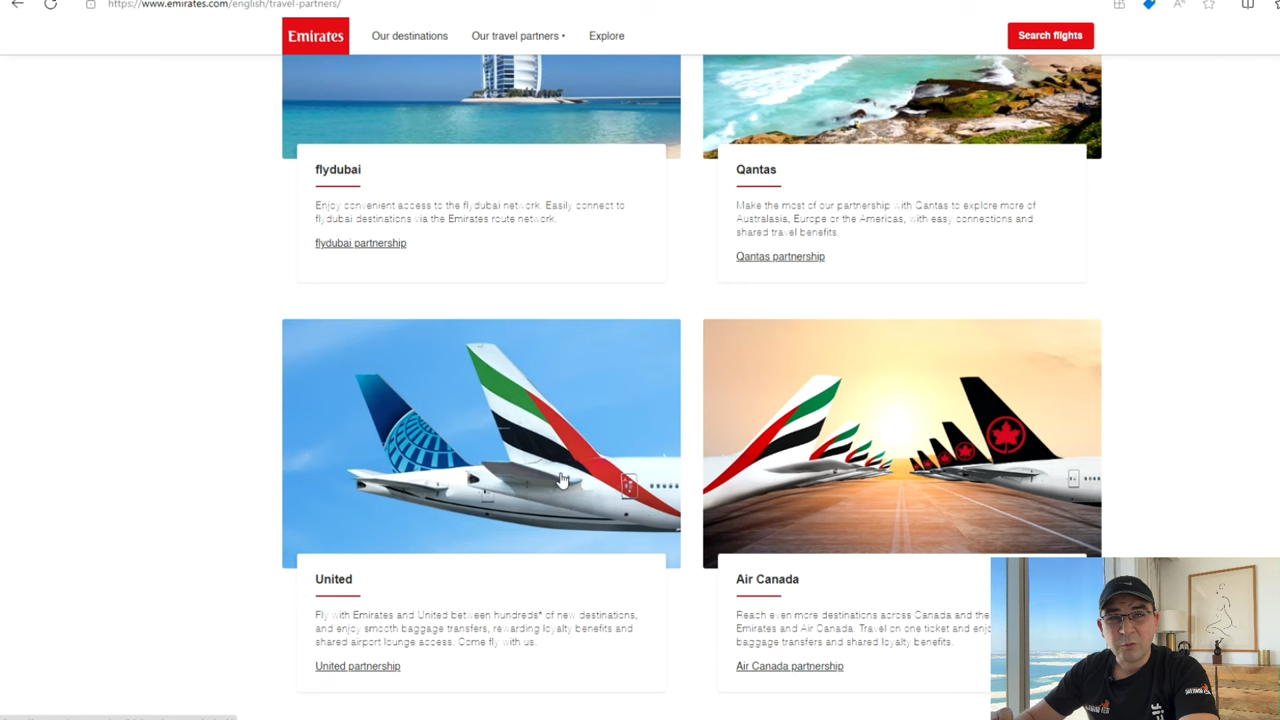 https://www.emirates.com/english/travel-partners/
Emirates
Our destinations
Our travel partners
Explore
Search flights
flydubai
Enjoy convenient access to the flydubai network. Easily connect to
flydubai destinations via the Emirates route network.
flydubai partnership
Qantas
Make the most of our partnership with Qantas to explore more of
Australasia, Europe or the Americas, with easy connections and
shared travel benefits.
Qantas partnership
United
Fly with Emirates and United between hundreds* of new destinations,
and enjoy smooth baggage transfers, rewarding loyalty benefits and
shared airport lounge access. Come fly with us.
United partnership
Air Canada
Reach even more destinations across Canada and the
Emirates and Air Canada. Travel on one ticket and enj
baggage transfers and shared loyalty benefits.
Air Canada partnership